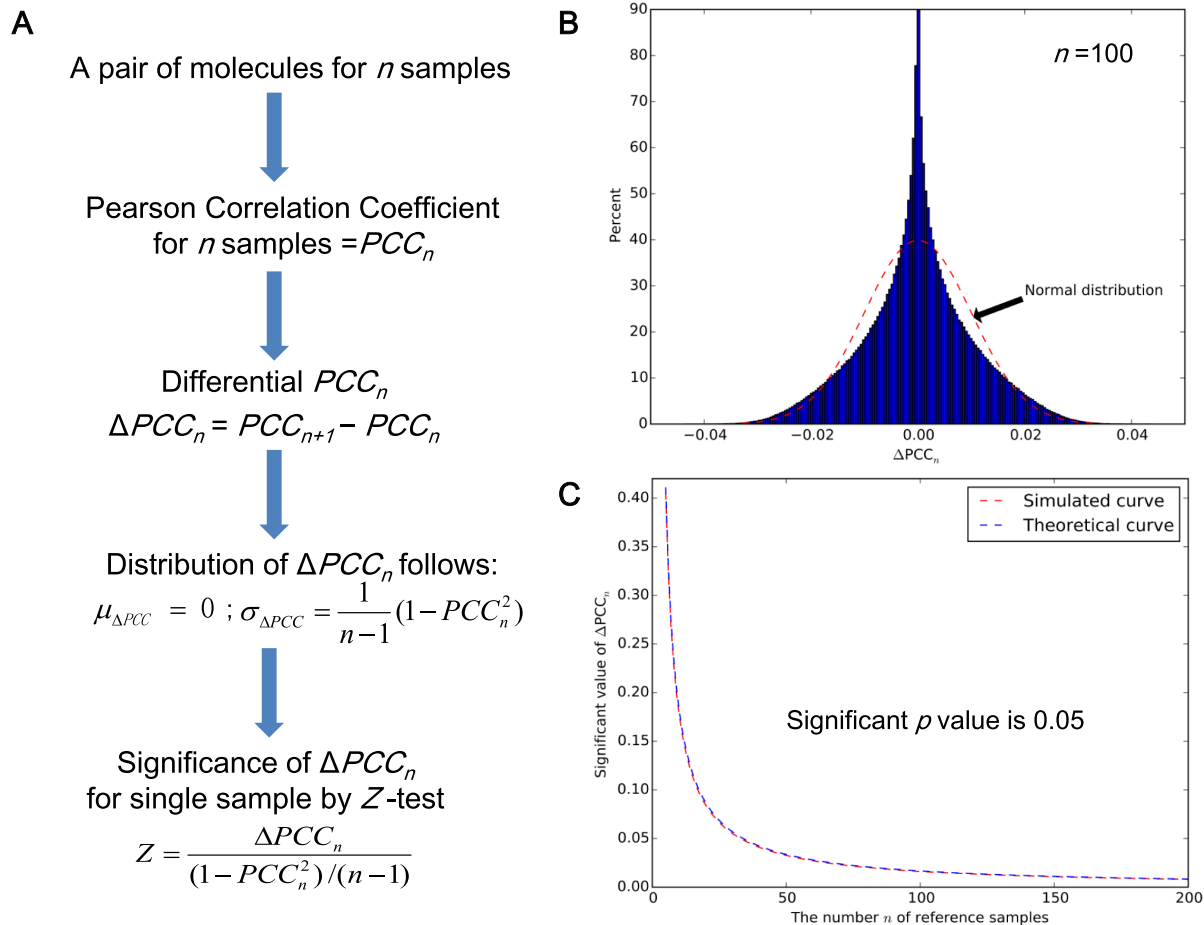 A
A pair of molecules for n samples
Pearson Correlation Coefficient
for n samples =PCCₙ
Differential PCCₙ
ΔPCCₙ = PCCₙ₊₁ – PCCₙ
Distribution of ΔPCCₙ follows:
μ_ΔPCC = 0 ; σ_ΔPCC = 1/(n−1) (1−PCCₙ²)
Significance of ΔPCCₙ
for single sample by Z-test
Z = ΔPCCₙ / ((1−PCCₙ²)/(n−1))
B
n=100
Percent
90
80
70
60
50
40
30
20
10
0
Normal distribution
−0.04 −0.02 0.00 0.02 0.04
ΔPCCₙ
C
Significant value of ΔPCCₙ
0.40
0.35
0.30
0.25
0.20
0.15
0.10
0.05
0.00
Simulated curve
Theoretical curve
Significant p value is 0.05
0 50 100 150 200
The number n of reference samples